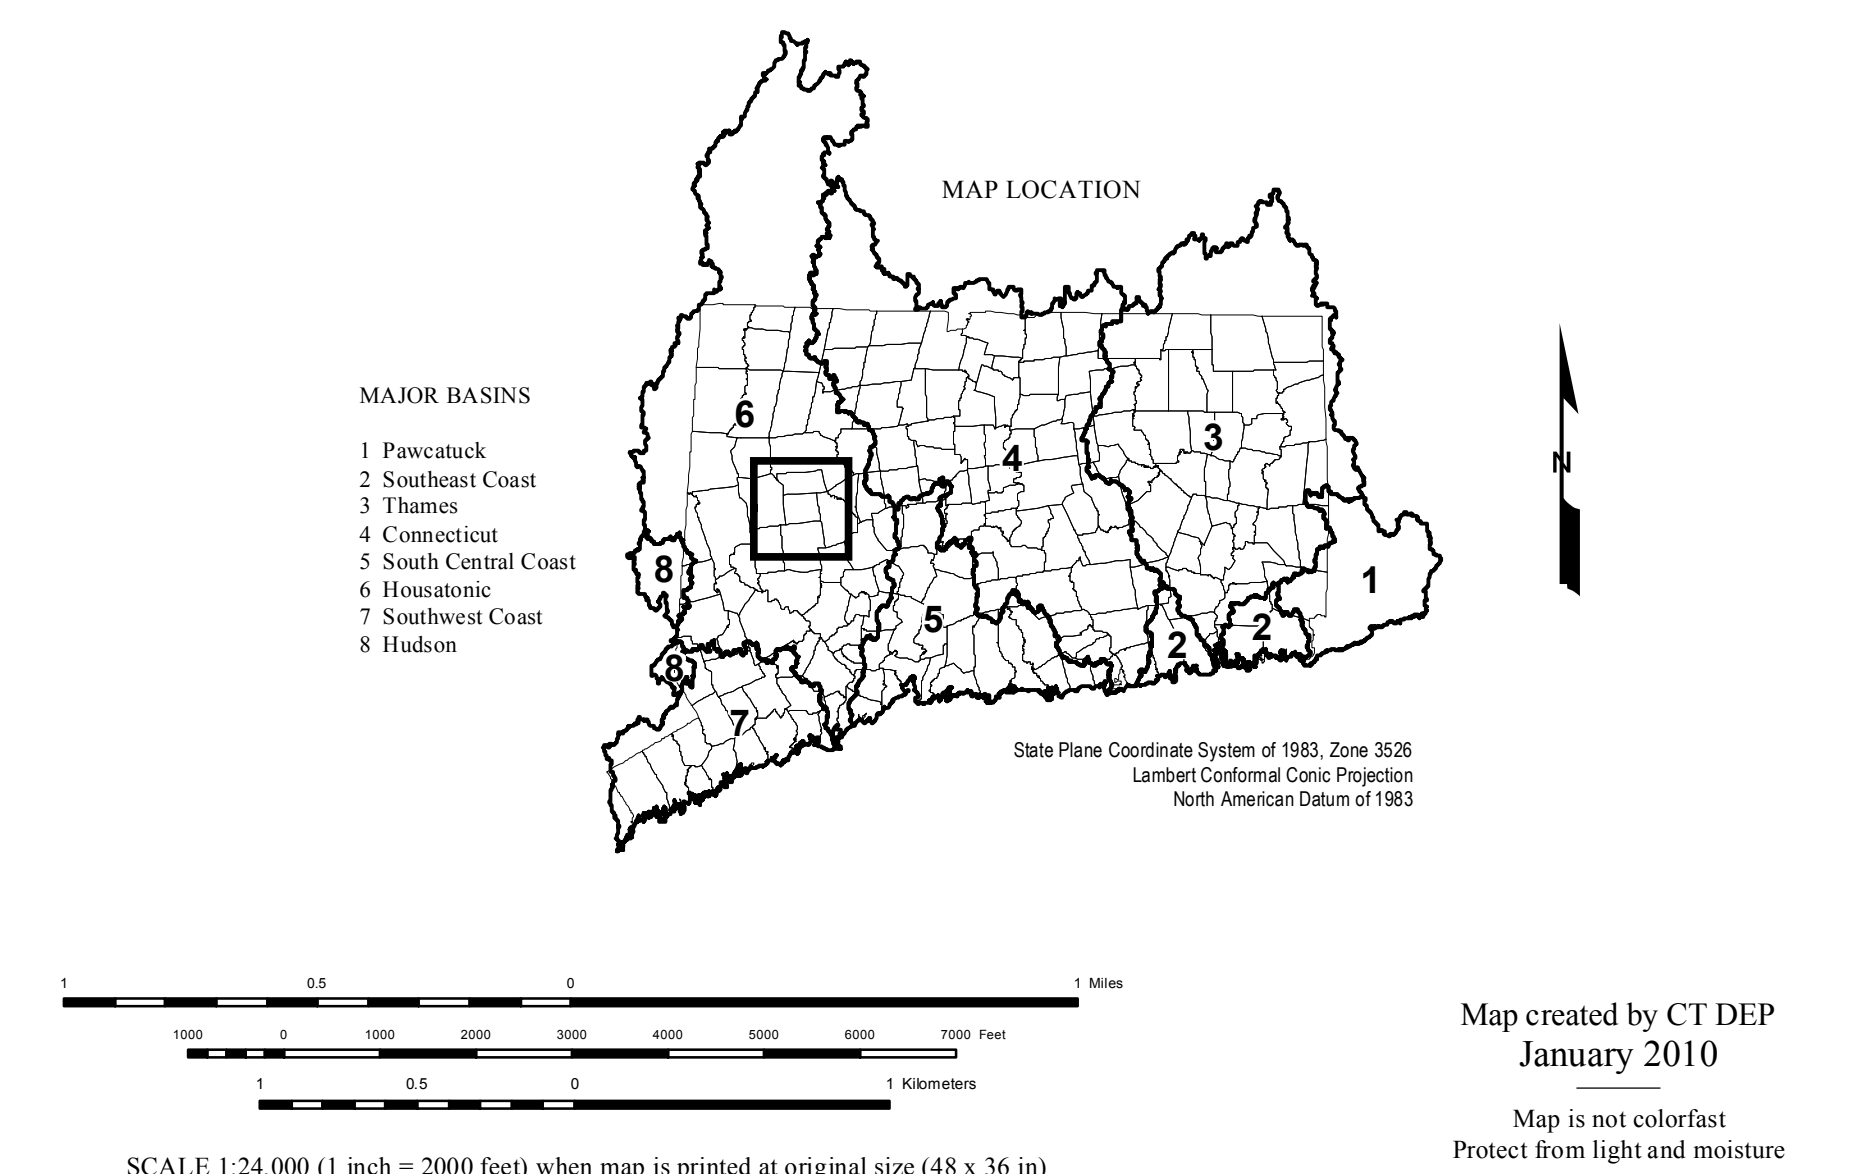 MAP LOCATION
MAJOR BASINS
1 Pawcatuck
2 Southeast Coast
3 Thames
4 Connecticut
5 South Central Coast
6 Housatonic
7 Southwest Coast
8 Hudson
6
4
3
8
5
1
2
2
8
7
N
State Plane Coordinate System of 1983, Zone 3526
Lambert Conformal Conic Projection
North American Datum of 1983
1 0.5 0 1 Miles
1000 0 1000 2000 3000 4000 5000 6000 7000 Feet
1 0.5 0 1 Kilometers
SCALE 1:24,000 (1 inch = 2000 feet) when map is printed at original size (48 x 36 in)
Map created by CT DEP
January 2010
Map is not colorfast
Protect from light and moisture